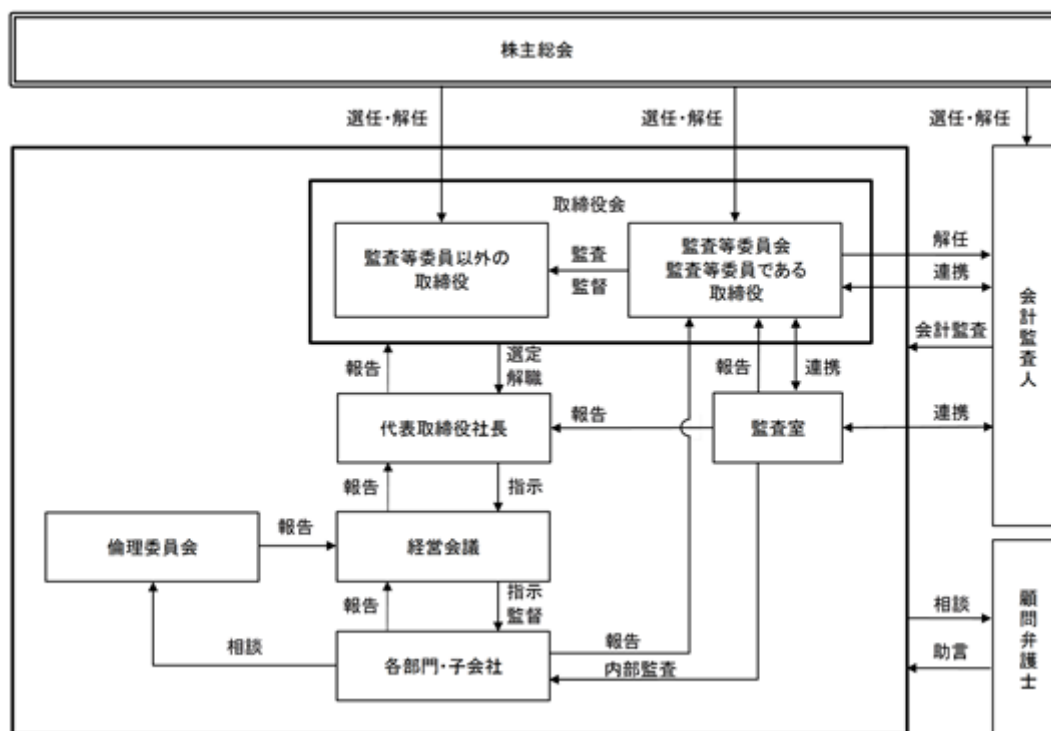 株主総会
選任・解任
選任・解任
選任・解任
取締役会
監査等委員以外の
取締役
監査
監督
監査等委員会
監査等委員である
取締役
解任
連携
会計監査
会計監査人
報告
選定
解職
報告
連携
代表取締役社長
報告
監査室
連携
報告
指示
倫理委員会
報告
経営会議
報告
指示
監督
相談
各部門・子会社
報告
内部監査
相談
助言
顧問弁護士